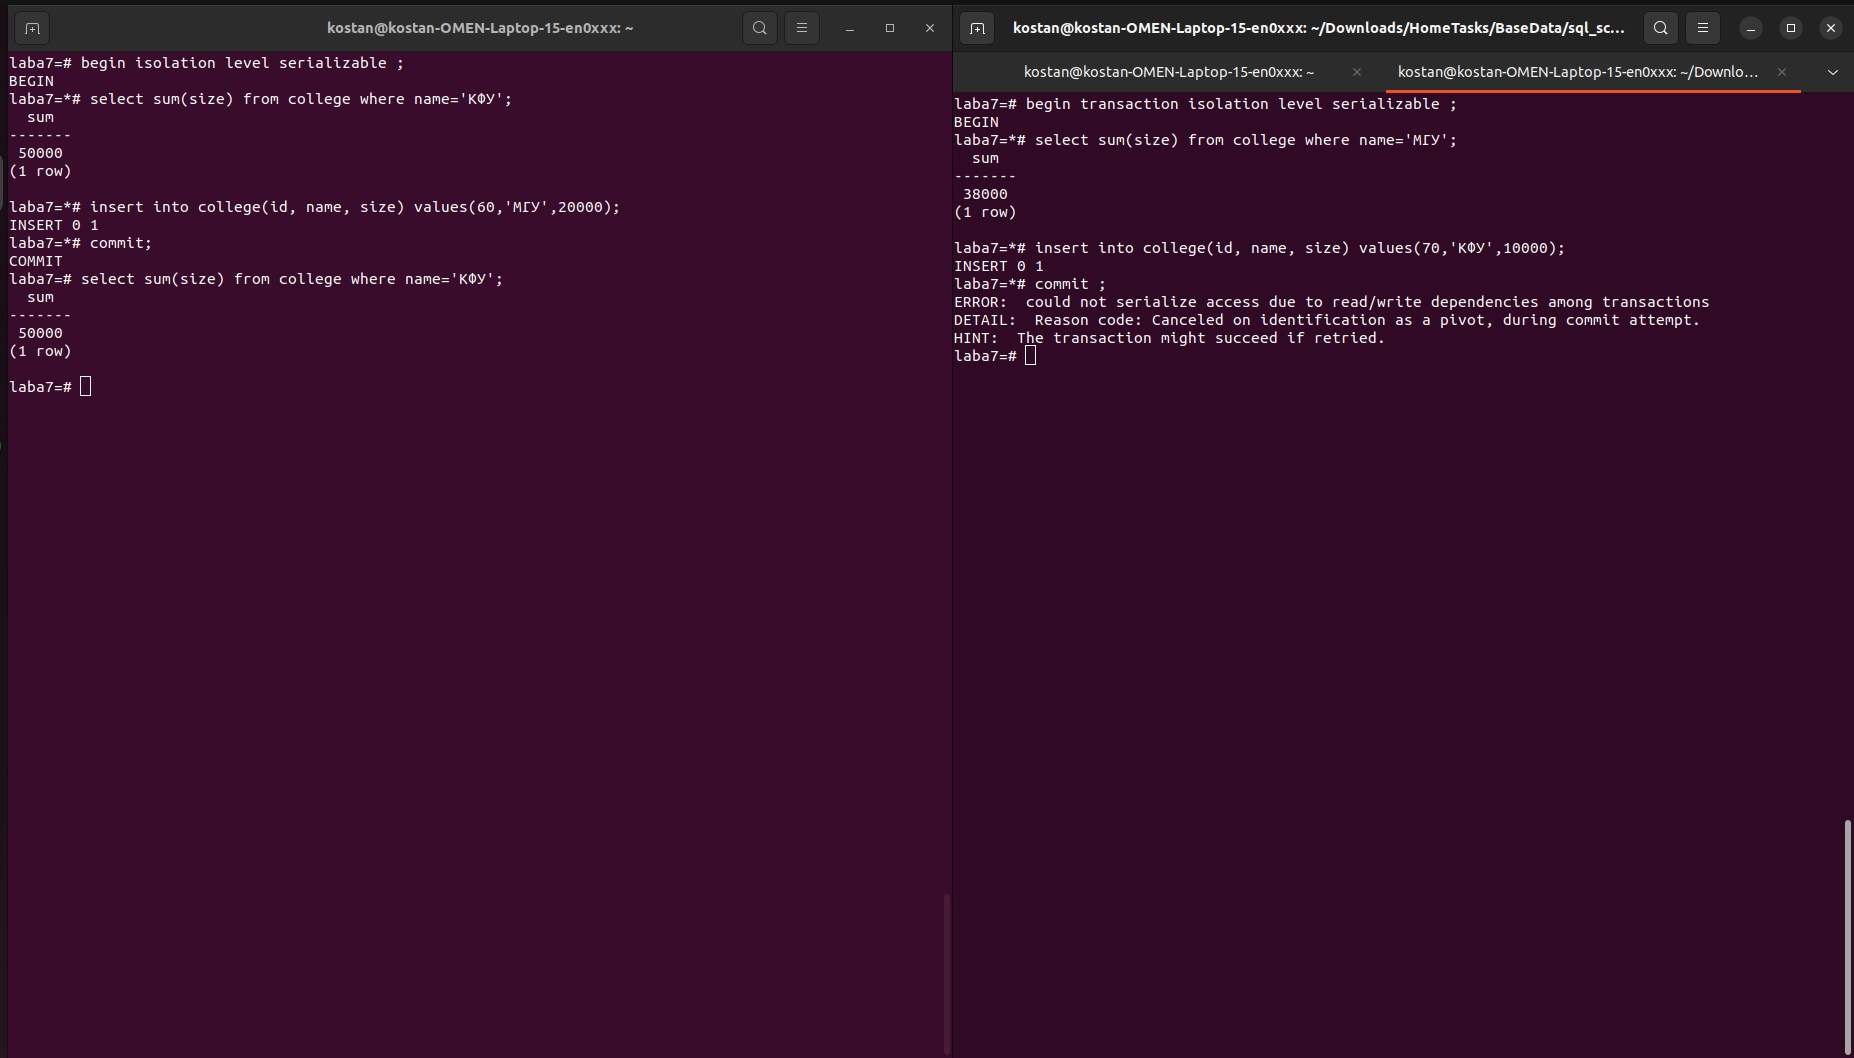 kostan@kostan-OMEN-Laptop-15-en0xxx: ~
laba7=# begin isolation level serializable ;
BEGIN
laba7=*# select sum(size) from college where name='КФУ';
sum
-------
50000
(1 row)
laba7=*# insert into college(id, name, size) values(60,'МГУ',20000);
INSERT 0 1
laba7=*# commit;
COMMIT
laba7=# select sum(size) from college where name='КФУ';
sum
-------
50000
(1 row)
laba7=#
kostan@kostan-OMEN-Laptop-15-en0xxx: ~/Downloads/HomeTasks/BaseData/sql_sc...
kostan@kostan-OMEN-Laptop-15-en0xxx: ~
kostan@kostan-OMEN-Laptop-15-en0xxx: ~/Downlo...
laba7=# begin transaction isolation level serializable ;
BEGIN
laba7=*# select sum(size) from college where name='МГУ';
sum
-------
38000
(1 row)
laba7=*# insert into college(id, name, size) values(70,'КФУ',10000);
INSERT 0 1
laba7=*# commit ;
ERROR:  could not serialize access due to read/write dependencies among transactions
DETAIL:  Reason code: Canceled on identification as a pivot, during commit attempt.
HINT:  The transaction might succeed if retried.
laba7=#